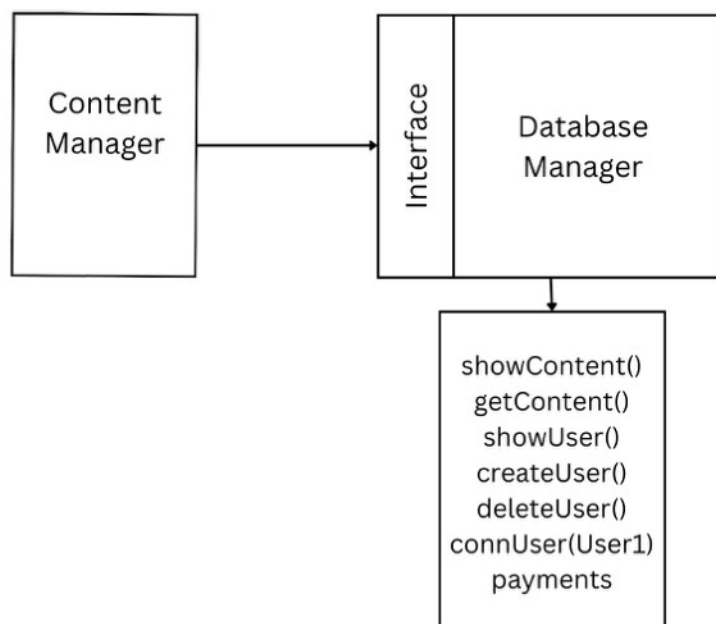 Content
Manager
Interface
Database
Manager
showContent()
getContent()
showUser()
createUser()
deleteUser()
connUser(User1)
payments